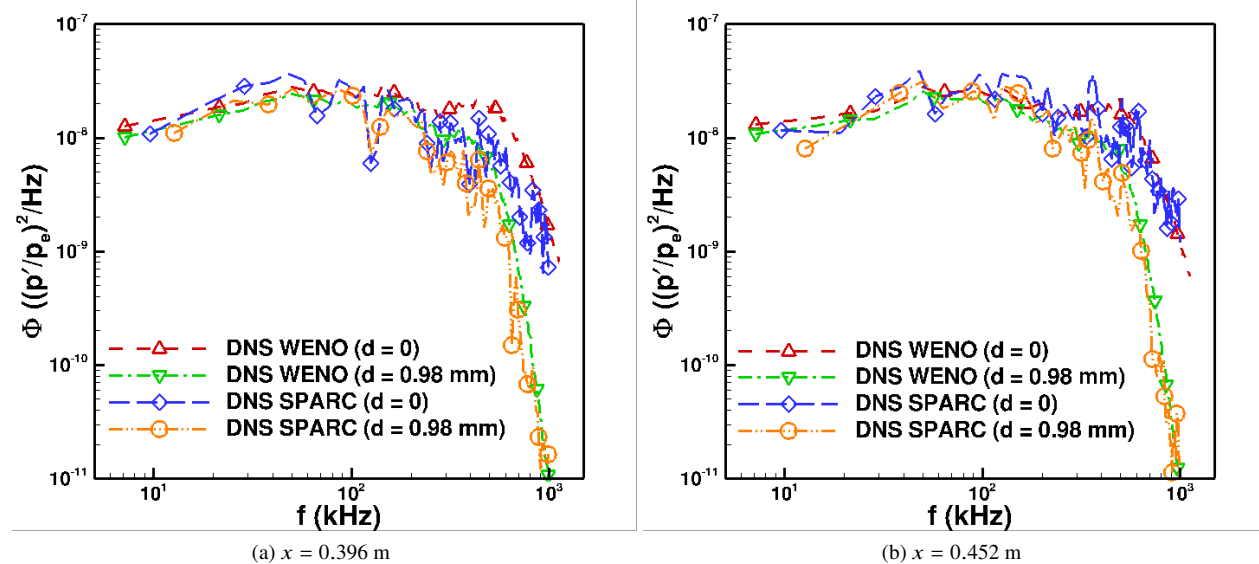 10⁻⁷
10⁻⁸
10⁻⁹
10⁻¹⁰
10⁻¹¹
Φ ((p′/pₑ)²/Hz)
DNS WENO (d = 0)
DNS WENO (d = 0.98 mm)
DNS SPARC (d = 0)
DNS SPARC (d = 0.98 mm)
10¹ 10² 10³
f (kHz)
(a) x = 0.396 m
10⁻⁷
10⁻⁸
10⁻⁹
10⁻¹⁰
10⁻¹¹
Φ ((p′/pₑ)²/Hz)
DNS WENO (d = 0)
DNS WENO (d = 0.98 mm)
DNS SPARC (d = 0)
DNS SPARC (d = 0.98 mm)
10¹ 10² 10³
f (kHz)
(b) x = 0.452 m